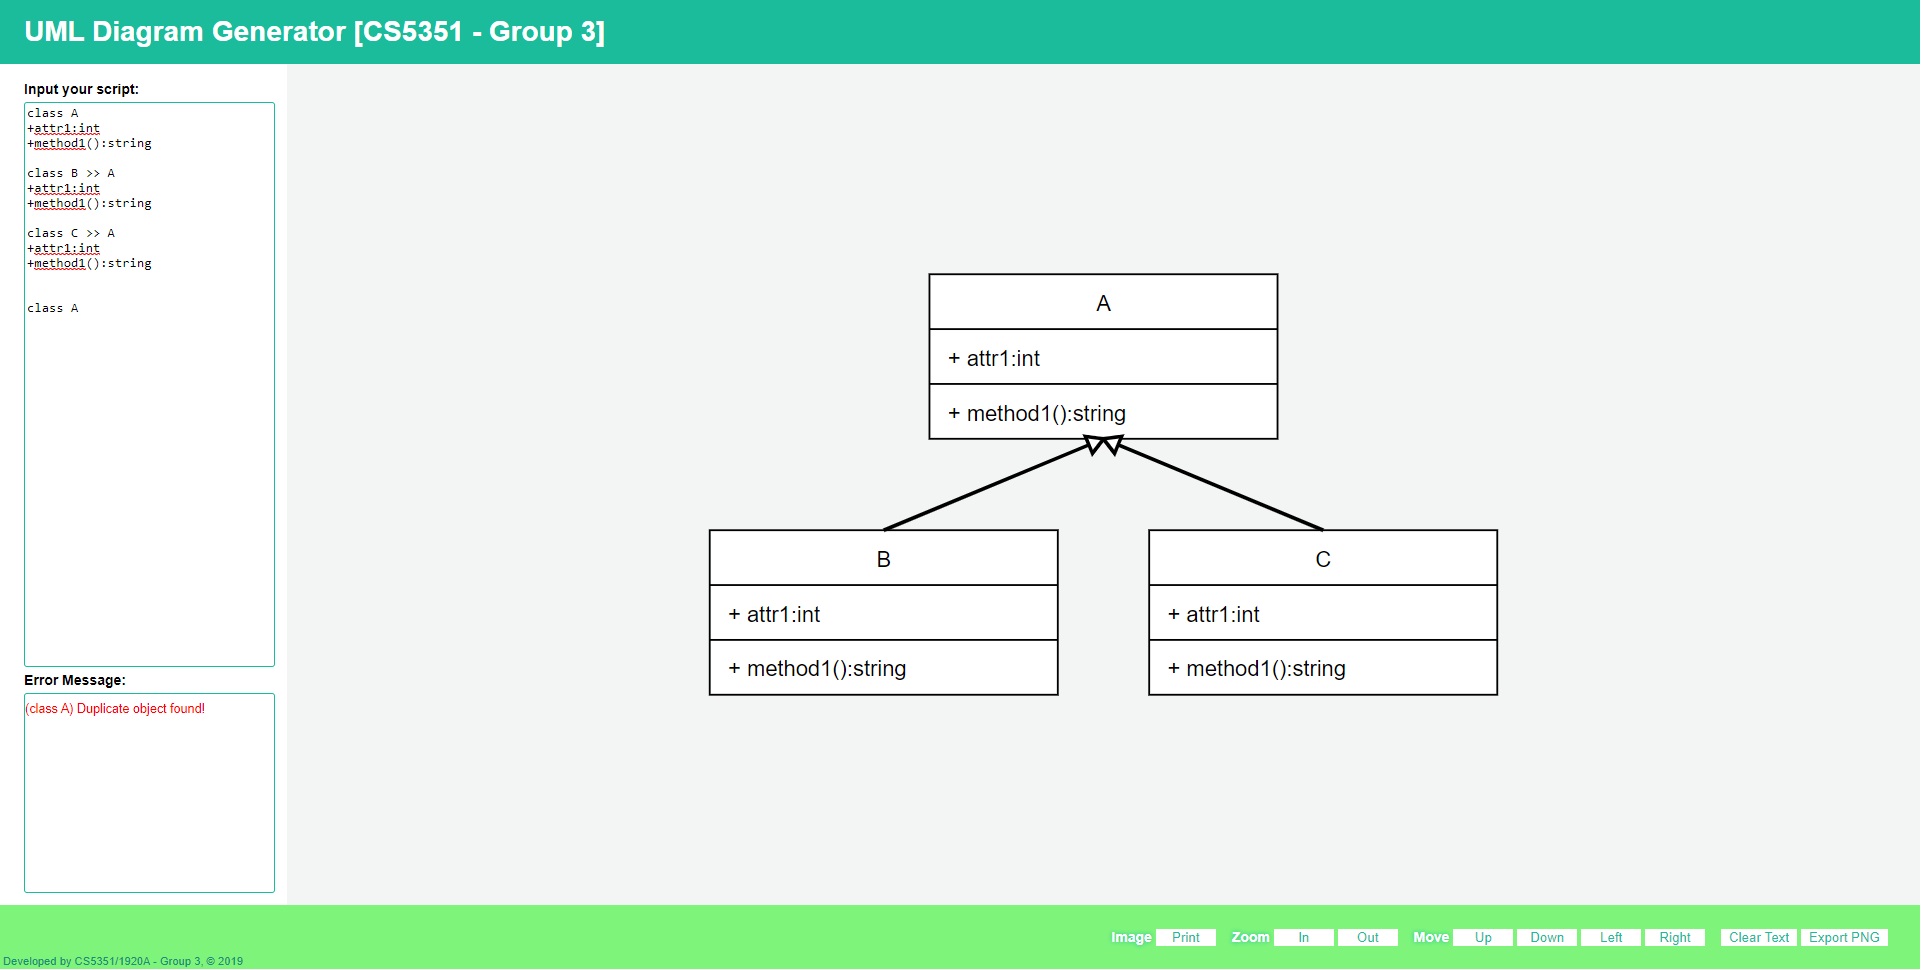 UML Diagram Generator [CS5351 - Group 3]
Input your script:
class A
+attr1:int
+method1():string
class B >> A
+attr1:int
+method1():string
class C >> A
+attr1:int
+method1():string
class A
Error Message:
(class A) Duplicate object found!
A
+ attr1:int
+ method1():string
B
+ attr1:int
+ method1():string
C
+ attr1:int
+ method1():string
Image Print Zoom In Out Move Up Down Left Right Clear Text Export PNG
Developed by CS5351/1920A - Group 3, © 2019